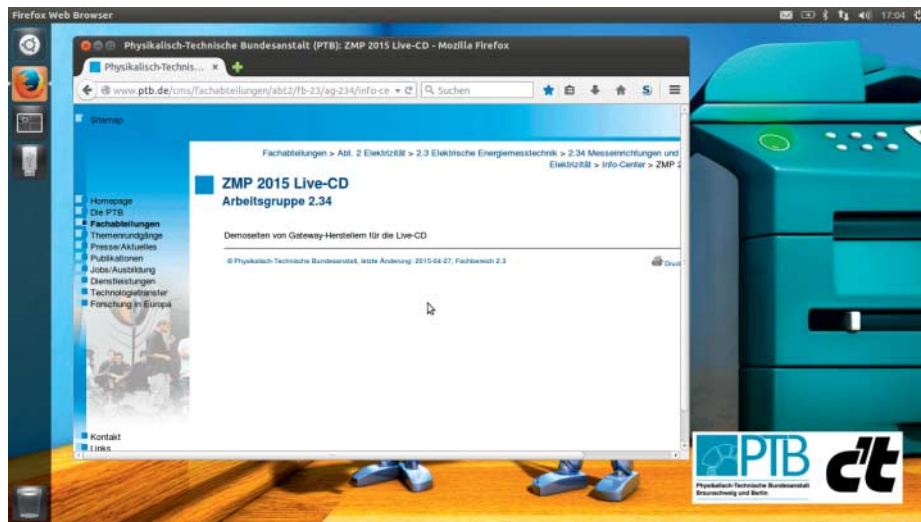 Firefox Web Browser
17:04
Physikalisch-Technische Bundesanstalt (PTB): ZMP 2015 Live-CD - Mozilla Firefox
Physikalisch-Technis...
www.ptb.de/cms/fachabteilungen/abt2/fb-23/ag-234/info-ce
Suchen
Sitemap
Fachabteilungen > Abt. 2 Elektrizität > 2.3 Elektrische Energiemesstechnik > 2.34 Messeinrichtungen und
Elektrizität > Info-Center > ZMP 2
ZMP 2015 Live-CD
Arbeitsgruppe 2.34
Homepage
Die PTB
Fachabteilungen
Themenrundgänge
Presse/Aktuelles
Publikationen
Jobs/Ausbildung
Dienstleistungen
Technologietransfer
Forschung in Europa
Demoseiten von Gateway-Herstellern für die Live-CD
© Physikalisch-Technische Bundesanstalt, letzte Änderung: 2015-04-27, Fachbereich 2.3
Druck
Kontakt
Links
PTB
Physikalisch-Technische Bundesanstalt
Braunschweig und Berlin
c't